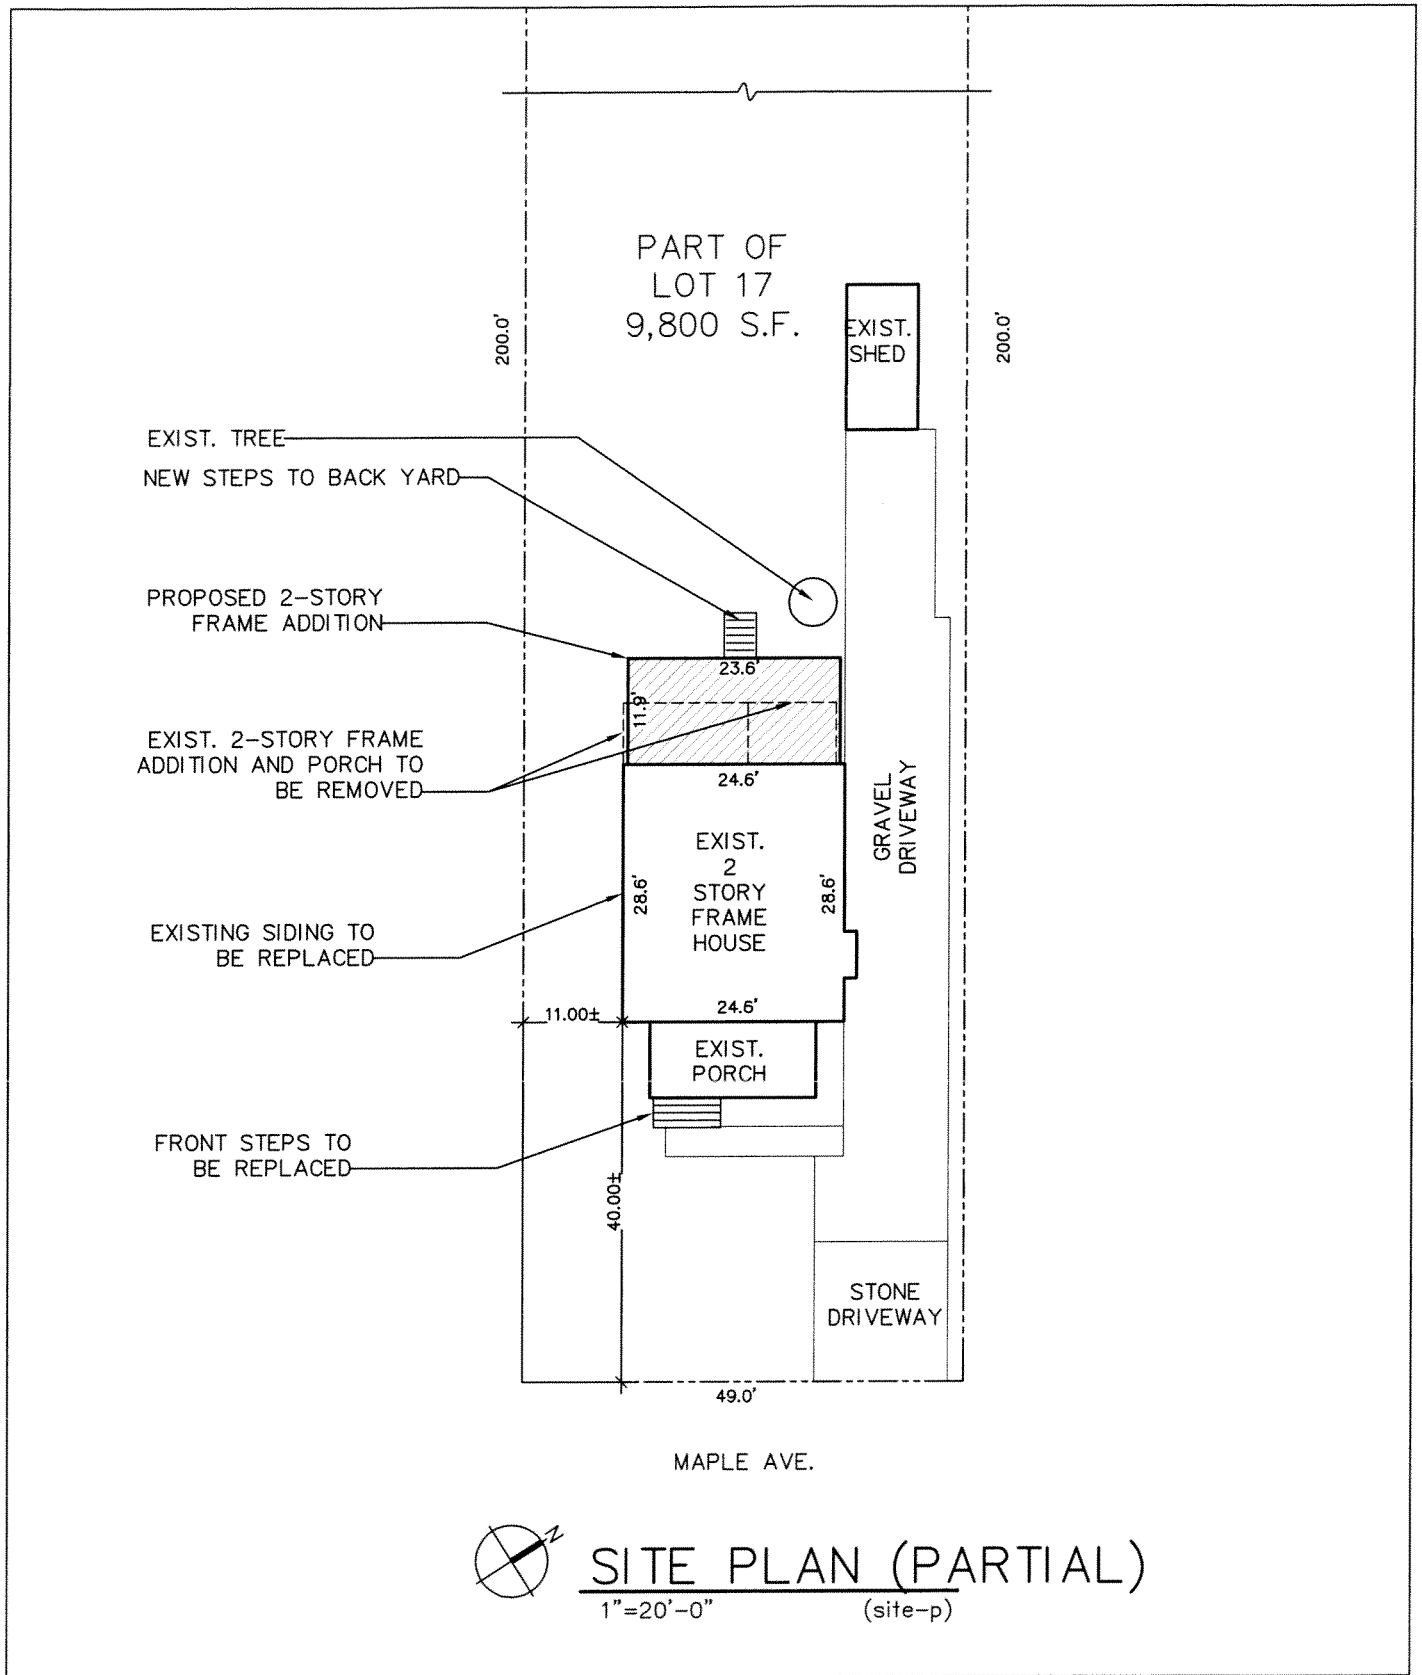 PART OF
LOT 17
9,800 S.F.
200.0'
200.0'
EXIST.
SHED
EXIST. TREE
NEW STEPS TO BACK YARD
PROPOSED 2-STORY
FRAME ADDITION
23.6'
11.9'
EXIST. 2-STORY FRAME
ADDITION AND PORCH TO
BE REMOVED
24.6'
GRAVEL
DRIVEWAY
EXIST.
2
STORY
FRAME
HOUSE
28.6'
28.6'
EXISTING SIDING TO
BE REPLACED
24.6'
11.00±
EXIST.
PORCH
FRONT STEPS TO
BE REPLACED
40.00±
STONE
DRIVEWAY
49.0'
MAPLE AVE.
N
SITE PLAN (PARTIAL)
1"=20'-0" (site-p)